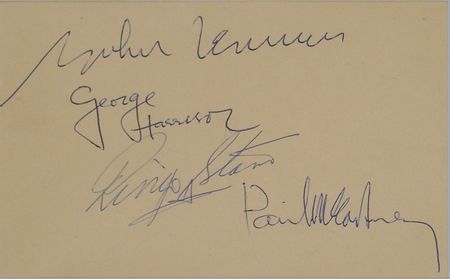 John Lennon
George
Harrison
Ringo Starr
Paul McCartney